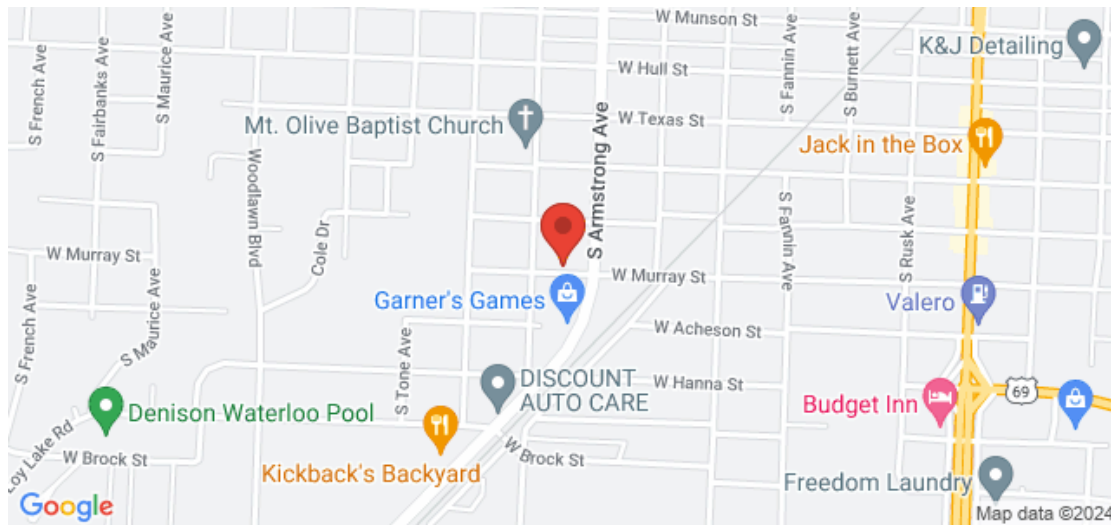 W Munson St
S French Ave
S Fairbanks Ave
S Maurice Ave
S Fannin Ave
S Burnett Ave
K&J Detailing
W Hull St
Mt. Olive Baptist Church
W Texas St
Jack in the Box
Woodlawn Blvd
Cole Dr
S Armstrong Ave
S Fannin Ave
S Rusk Ave
W Murray St
W Murray St
Garner's Games
Valero
S French Ave
S Maurice Ave
S Tone Ave
W Acheson St
DISCOUNT
AUTO CARE
W Hanna St
69
Budget Inn
Denison Waterloo Pool
Loy Lake Rd
W Brock St
Kickback's Backyard
W Brock St
Freedom Laundry
Google
Map data ©2024